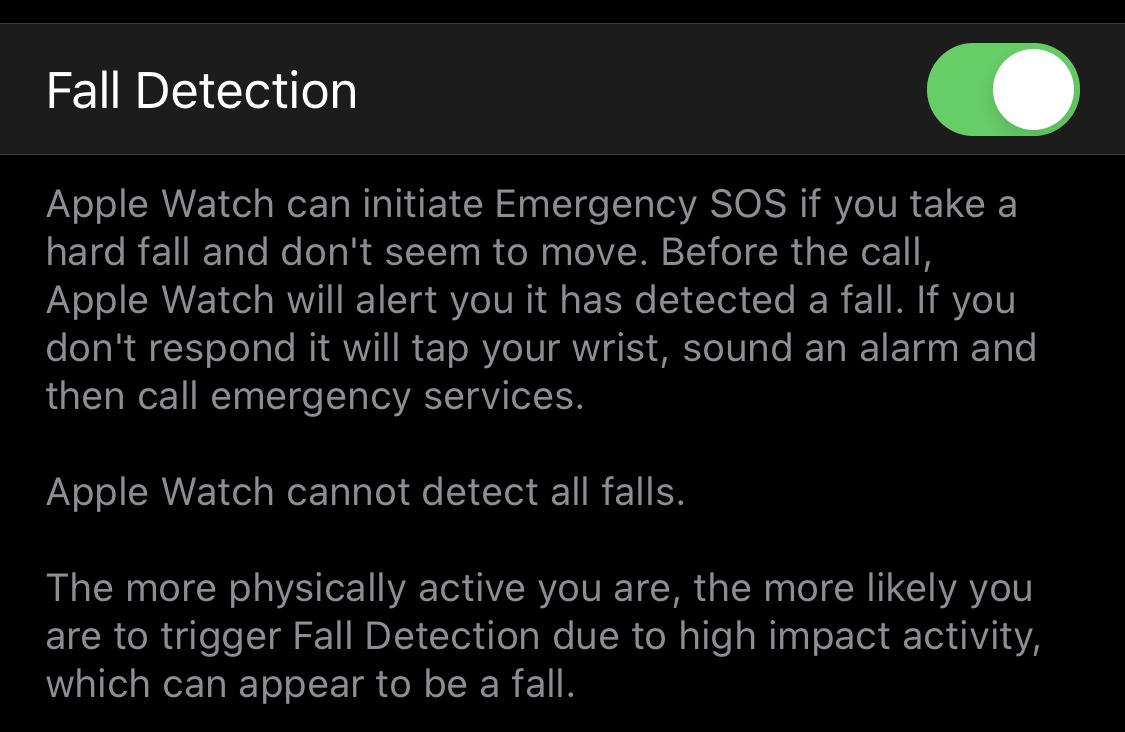 Fall Detection
Apple Watch can initiate Emergency SOS if you take a
hard fall and don't seem to move. Before the call,
Apple Watch will alert you it has detected a fall. If you
don't respond it will tap your wrist, sound an alarm and
then call emergency services.
Apple Watch cannot detect all falls.
The more physically active you are, the more likely you
are to trigger Fall Detection due to high impact activity,
which can appear to be a fall.